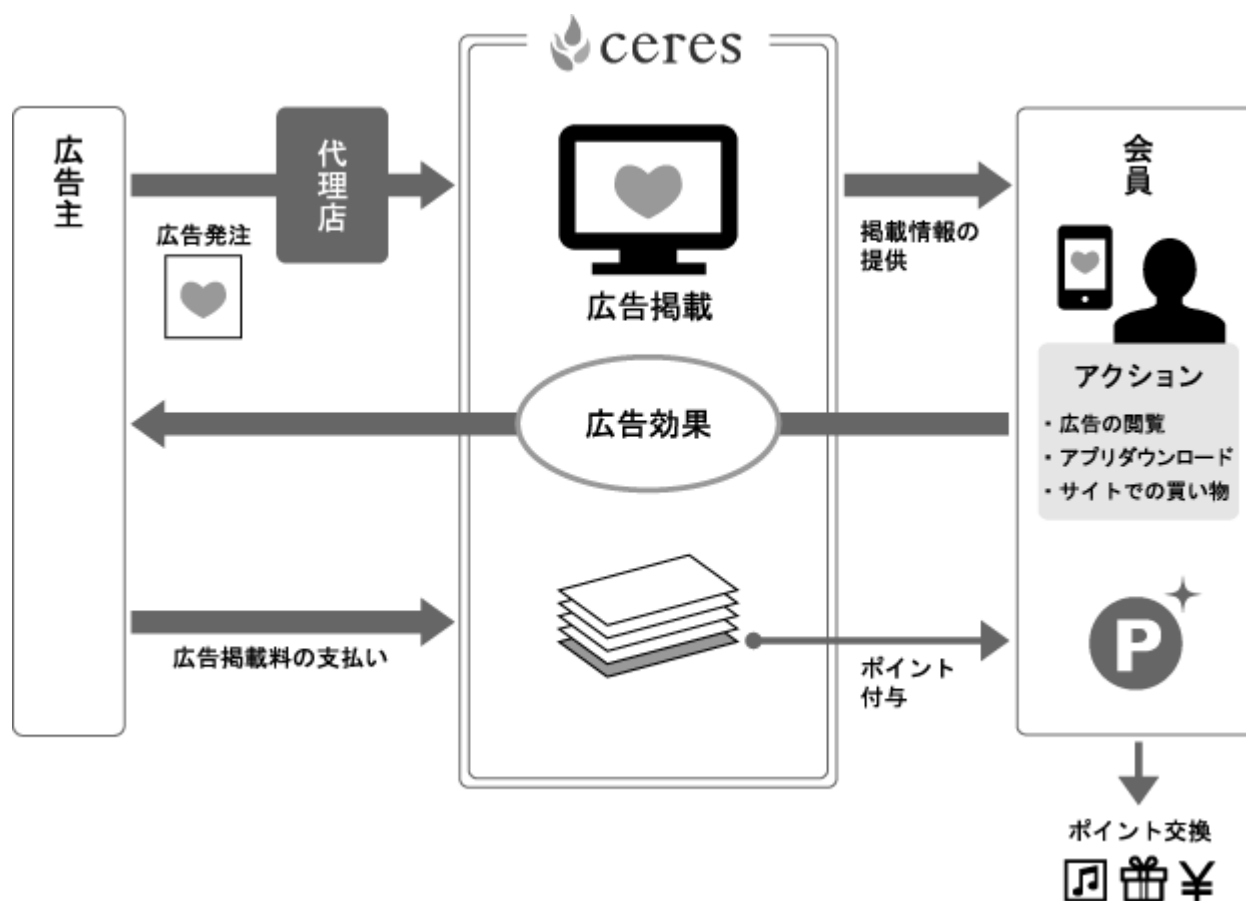 ceres
広告主
代理店
広告発注
広告掲載
掲載情報の
提供
会員
アクション
・広告の閲覧
・アプリダウンロード
・サイトでの買い物
広告効果
広告掲載料の支払い
ポイント
付与
P
ポイント交換
¥